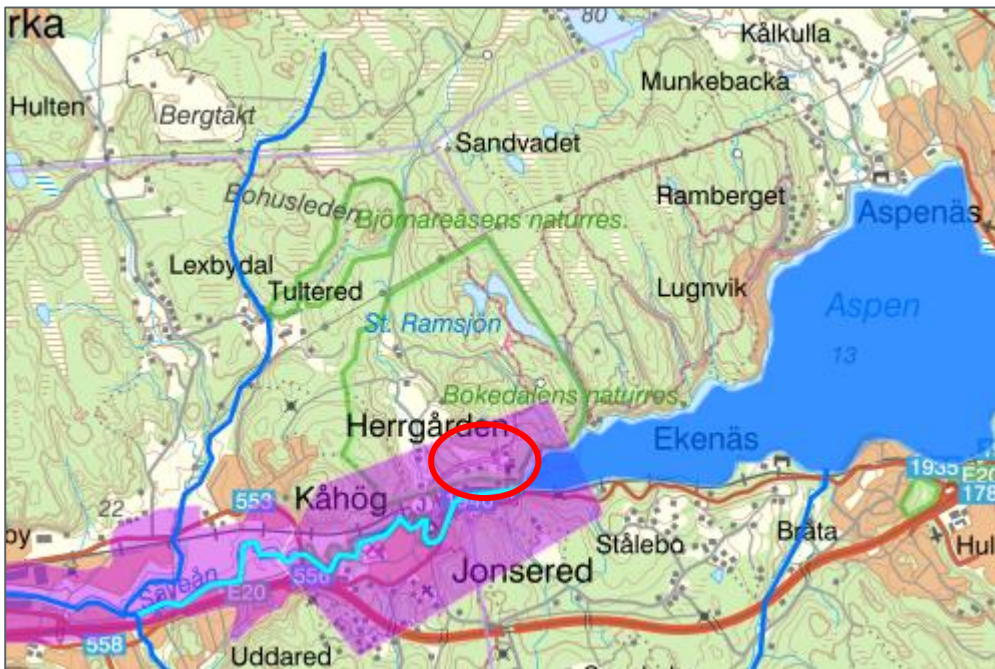 rka
80
Kålkulla
Munkebacka
Hulten
Bergtäkt
Sandvadet
Bohusleden
Björnareåsens naturres.
Ramberget
Aspenäs
Lexbydal
Tultered
Lugnvik
St. Ramsjön
Aspen
13
Bokedalens naturres.
Herrgården
Ekenäs
1935
E20
178
553
Kåhög
22
by
Stålebo
Bråta
Hul
Jonsered
556
Säveån
E20
558
Uddared